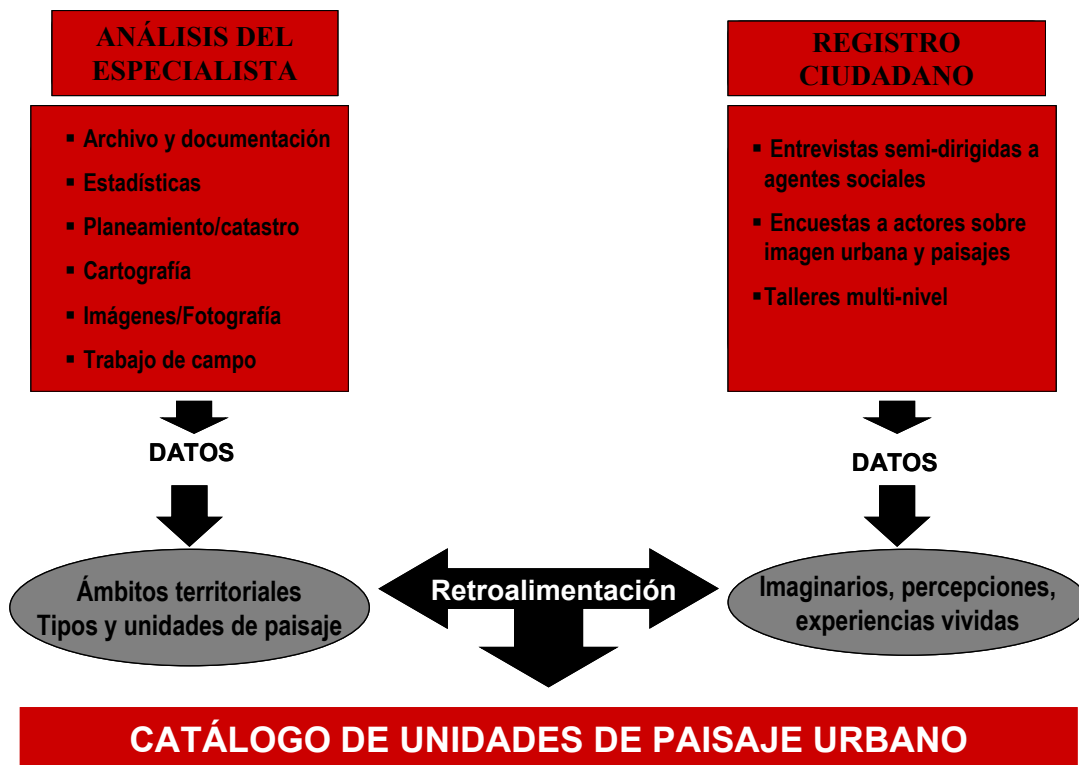 ANÁLISIS DEL
ESPECIALISTA
▪ Archivo y documentación
▪ Estadísticas
▪ Planeamiento/catastro
▪ Cartografía
▪ Imágenes/Fotografía
▪ Trabajo de campo
DATOS
Ámbitos territoriales
Tipos y unidades de paisaje
REGISTRO
CIUDADANO
▪ Entrevistas semi-dirigidas a
agentes sociales
▪ Encuestas a actores sobre
imagen urbana y paisajes
▪Talleres multi-nivel
DATOS
Imaginarios, percepciones,
experiencias vividas
Retroalimentación
CATÁLOGO DE UNIDADES DE PAISAJE URBANO